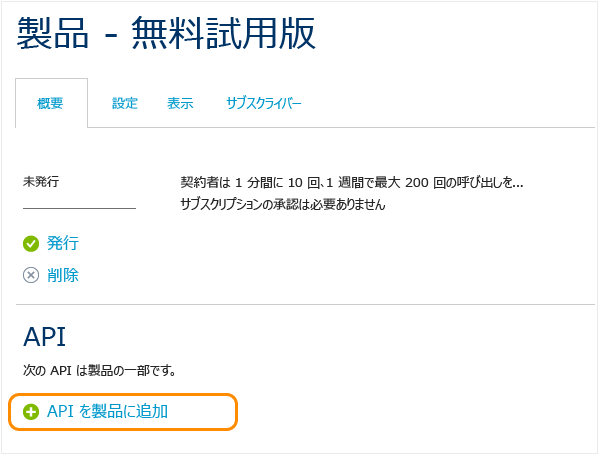 製品 - 無料試用版
概要 設定 表示 サブスクライバー
未発行 契約者は 1 分間に 10 回、1 週間で最大 200 回の呼び出しを...
サブスクリプションの承認は必要ありません
発行
削除
API
次の API は製品の一部です。
API を製品に追加